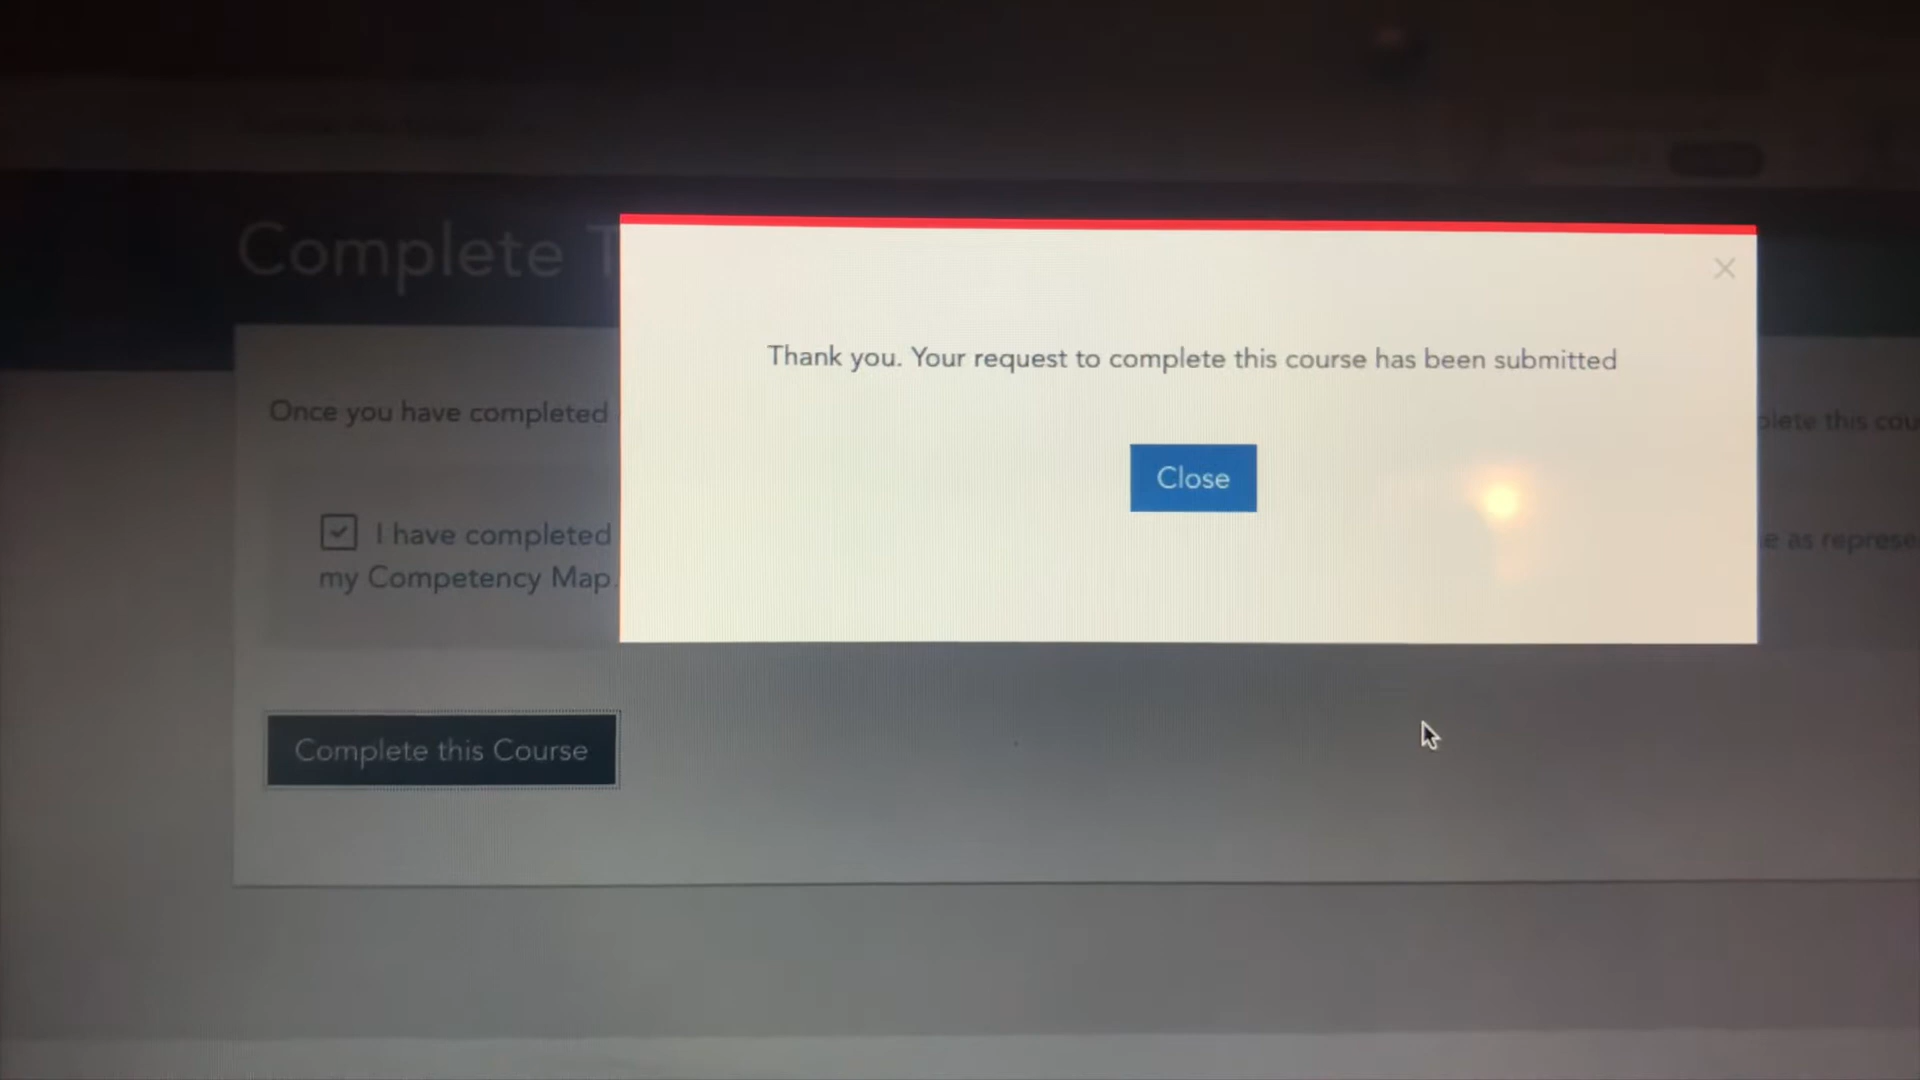 Complete
Thank you. Your request to complete this course has been submitted
Close
Once you have completed
this cou
I have completed
as represe
my Competency Map.
Complete this Course